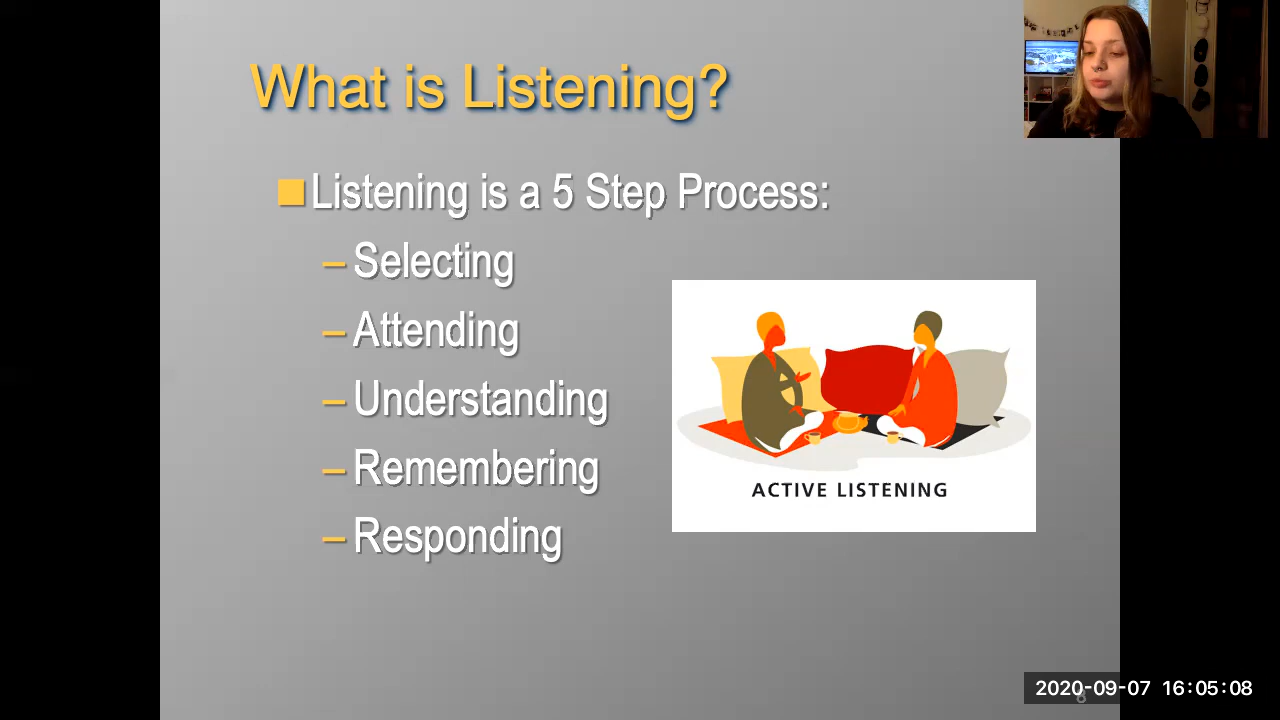 What is Listening?
Listening is a 5 Step Process:
– Selecting
– Attending
– Understanding
– Remembering
– Responding
ACTIVE LISTENING
2020-09-07 16:05:08
8